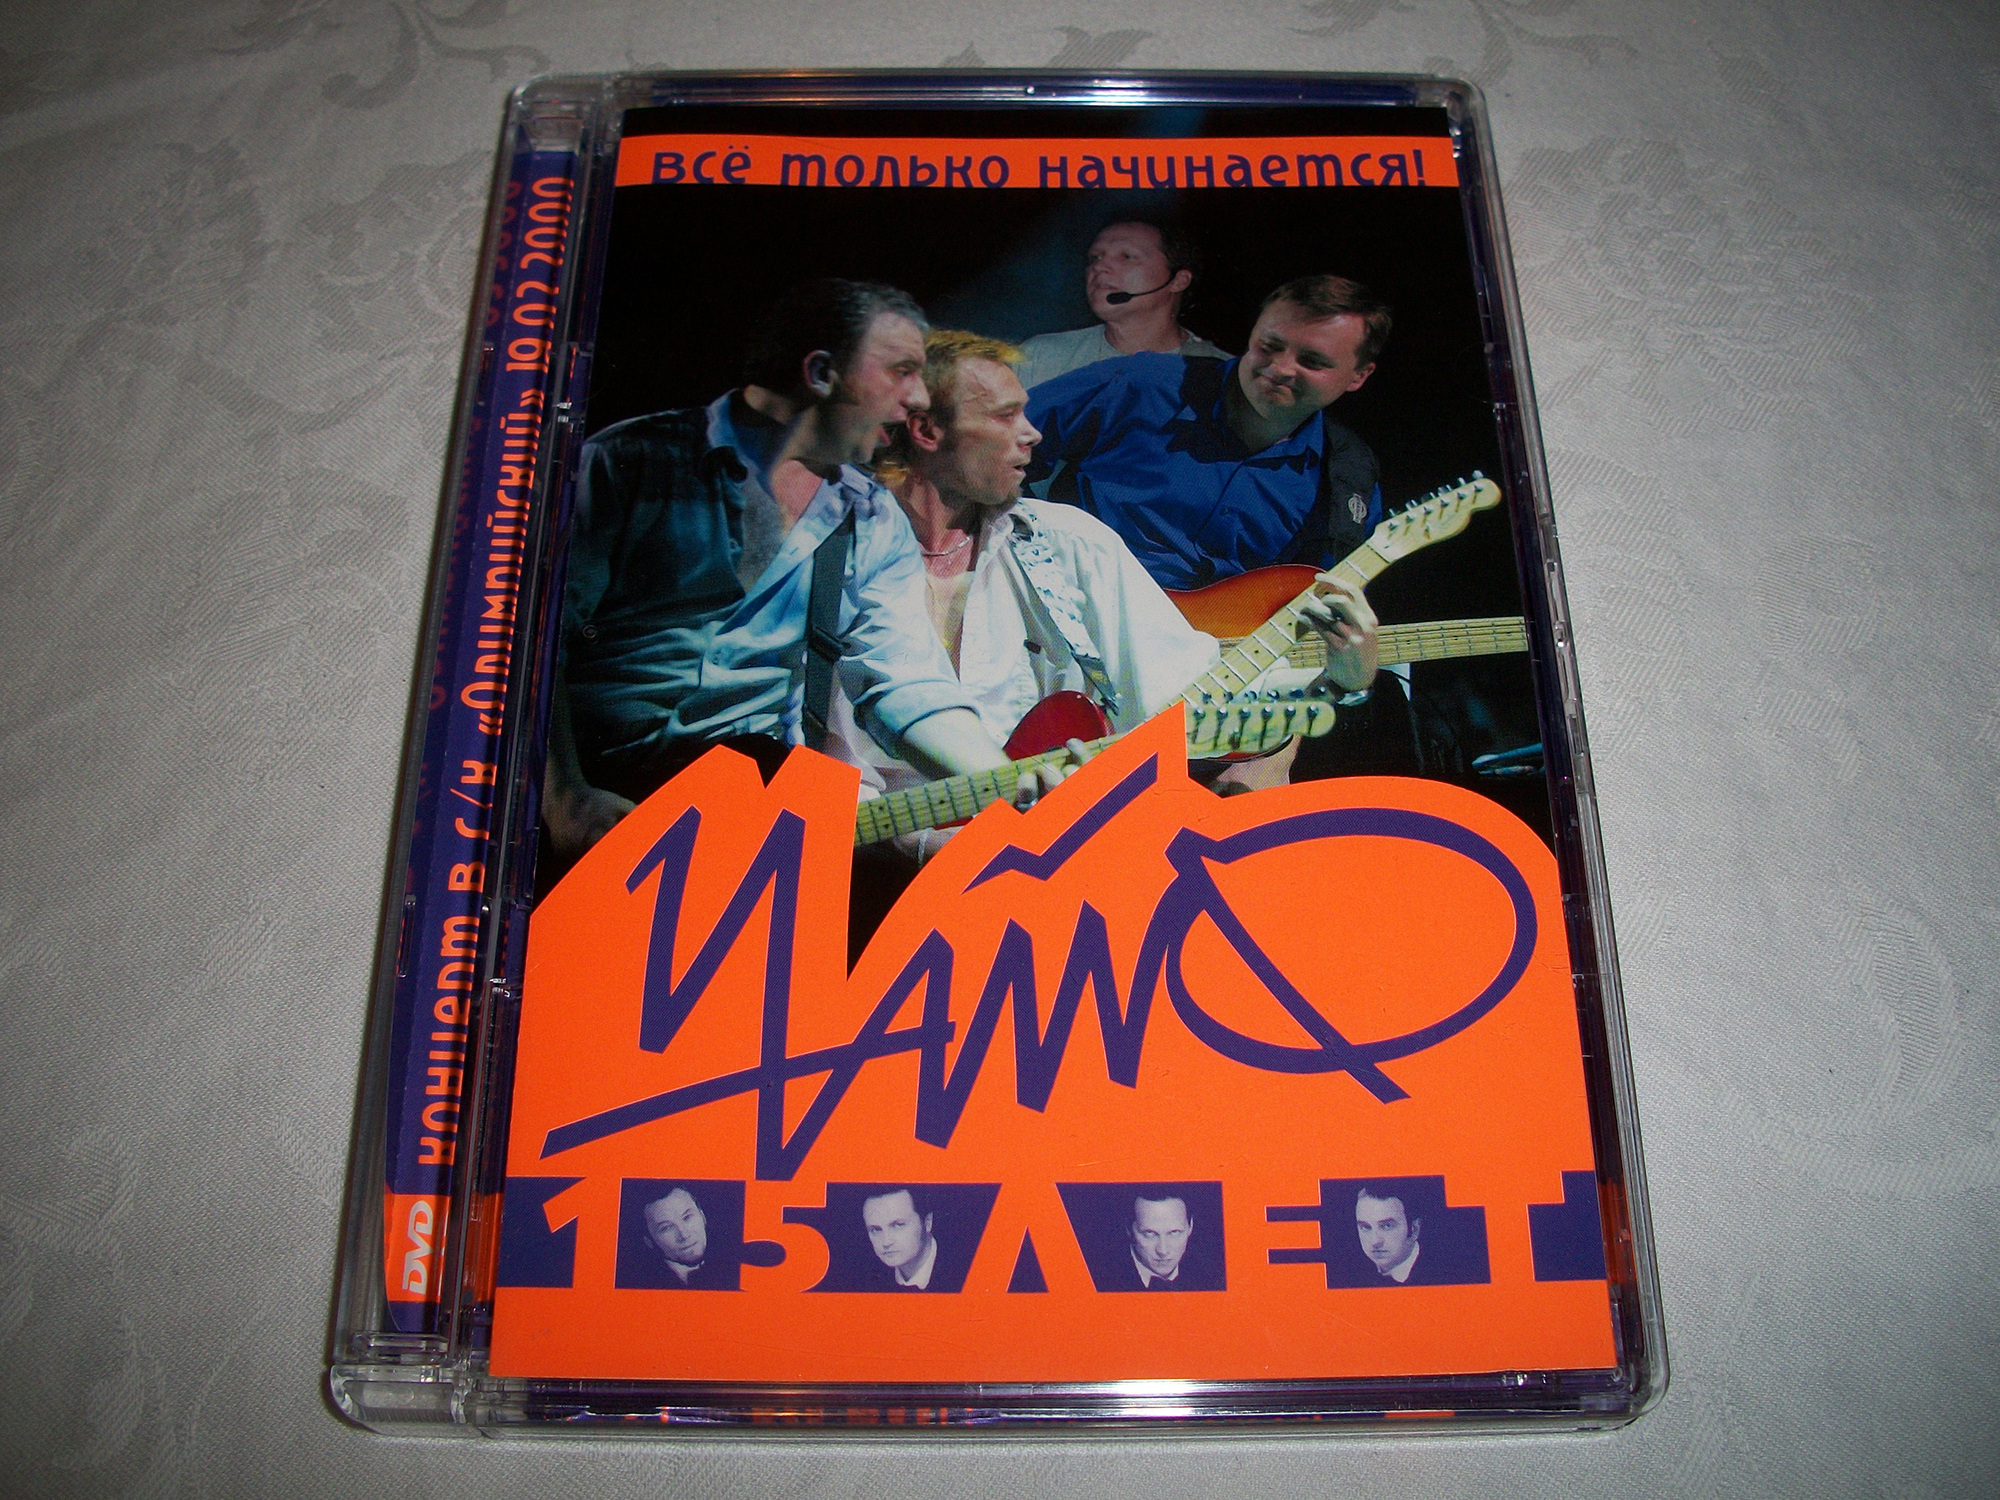 всё только начинается!
Чайф
15 ЛЕТ
концерт в с/к «Олимпийский» 19.02.2000
DVD